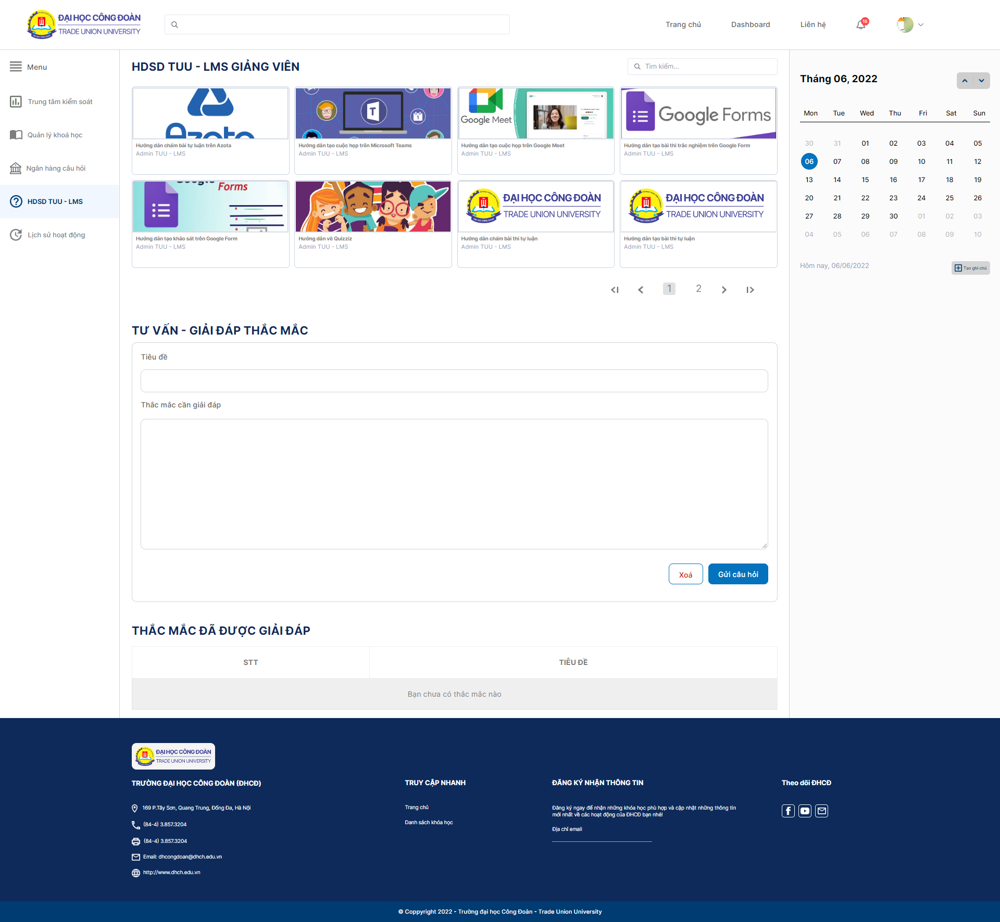 ĐẠI HỌC CÔNG ĐOÀN
TRADE UNION UNIVERSITY
Trang chủ
Dashboard
Liên hệ
15
Menu
Trung tâm kiểm soát
Quản lý khoá học
Ngân hàng câu hỏi
HDSD TUU - LMS
Lịch sử hoạt động
HDSD TUU - LMS GIẢNG VIÊN
Tìm kiếm...
Azota
Hướng dẫn chấm bài tự luận trên Azota
Admin TUU - LMS
T
1
Hướng dẫn tạo cuộc họp trên Microsoft Teams
Admin TUU - LMS
Google Meet
Hướng dẫn tạo cuộc họp trên Google Meet
Admin TUU - LMS
Google Forms
Hướng dẫn tạo bài thi trắc nghiệm trên Google Form
Admin TUU - LMS
Google Forms
Hướng dẫn tạo khảo sát trên Google Form
Admin TUU - LMS
Hướng dẫn về Quizziz
Admin TUU - LMS
ĐẠI HỌC CÔNG ĐOÀN
TRADE UNION UNIVERSITY
Hướng dẫn chấm bài thi tự luận
Admin TUU - LMS
ĐẠI HỌC CÔNG ĐOÀN
TRADE UNION UNIVERSITY
Hướng dẫn tạo bài thi tự luận
Admin TUU - LMS
1 2
TƯ VẤN - GIẢI ĐÁP THẮC MẮC
Tiêu đề
Thắc mắc cần giải đáp
Xoá
Gửi câu hỏi
THẮC MẮC ĐÃ ĐƯỢC GIẢI ĐÁP
STT TIÊU ĐỀ
Bạn chưa có thắc mắc nào
Tháng 06, 2022
Mon Tue Wed Thu Fri Sat Sun
30 31 01 02 03 04 05
06 07 08 09 10 11 12
13 14 15 16 17 18 19
20 21 22 23 24 25 26
27 28 29 30 01 02 03
04 05 06 07 08 09 10
Hôm nay, 06/06/2022
Tạo ghi chú
ĐẠI HỌC CÔNG ĐOÀN
TRADE UNION UNIVERSITY
TRƯỜNG ĐẠI HỌC CÔNG ĐOÀN (ĐHCĐ)
169 P.Tây Sơn, Quang Trung, Đống Đa, Hà Nội
(84-4) 3.857.3204
(84-4) 3.857.3204
Email: dhcongdoan@dhch.edu.vn
http://www.dhch.edu.vn
TRUY CẬP NHANH
Trang chủ
Danh sách khóa học
ĐĂNG KÝ NHẬN THÔNG TIN
Đăng ký ngay để nhận những khóa học phù hợp và cập nhật những thông tin
mới nhất về các hoạt động của ĐHCĐ bạn nhé!
Địa chỉ email
Theo dõi ĐHCĐ
© Coppyright 2022 - Trường đại học Công Đoàn - Trade Union University